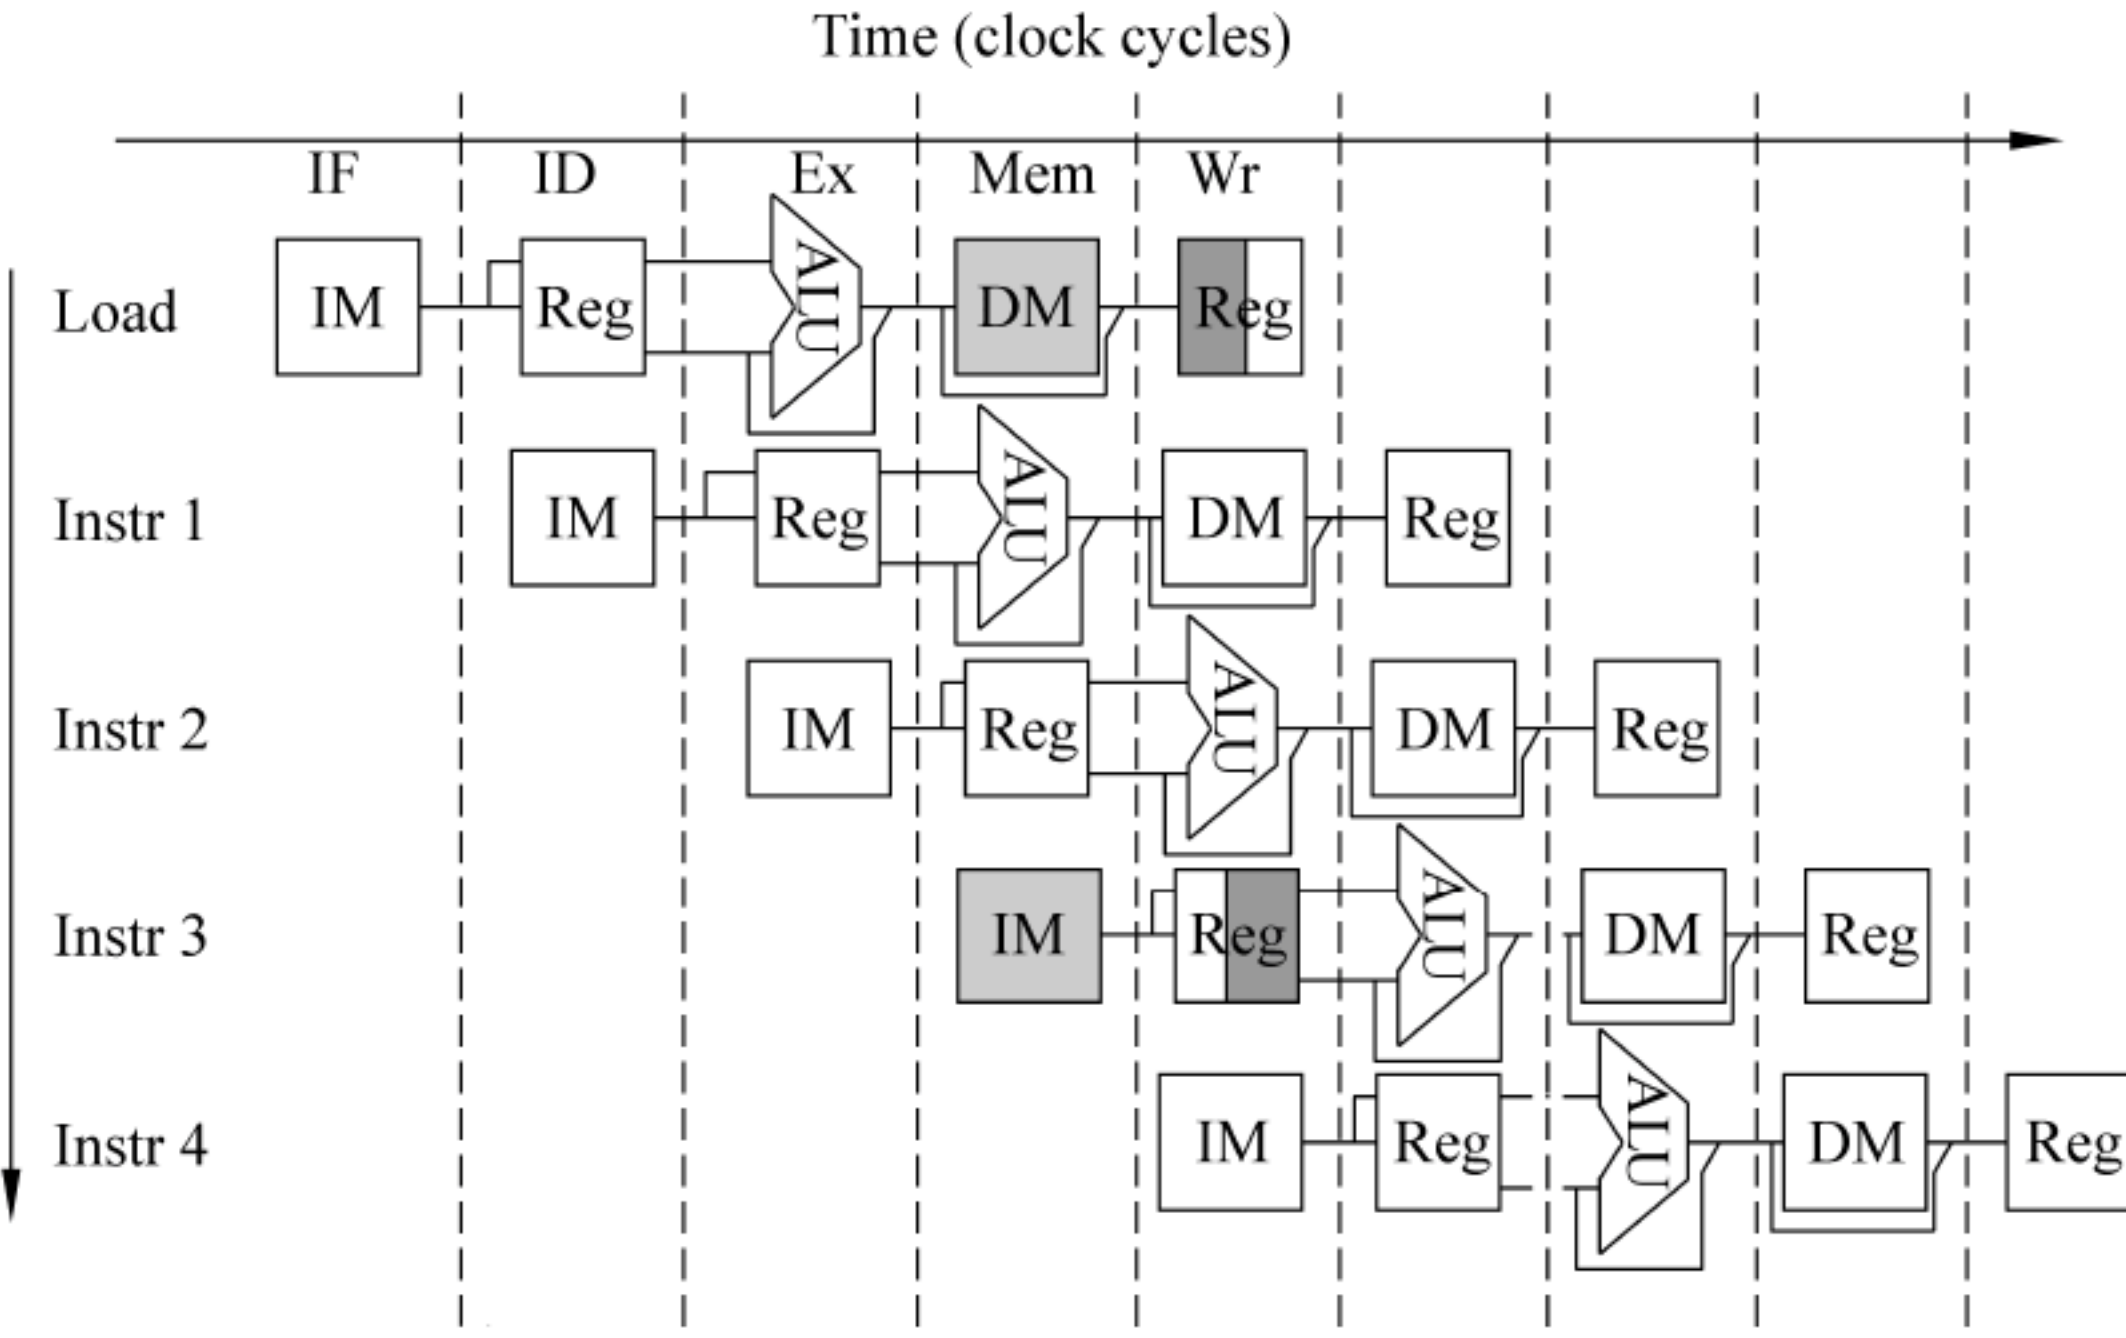 Time (clock cycles)
IF ID Ex Mem Wr
Load IM Reg ALU DM Reg
Instr 1 IM Reg ALU DM Reg
Instr 2 IM Reg ALU DM Reg
Instr 3 IM Reg ALU DM Reg
Instr 4 IM Reg ALU DM Reg